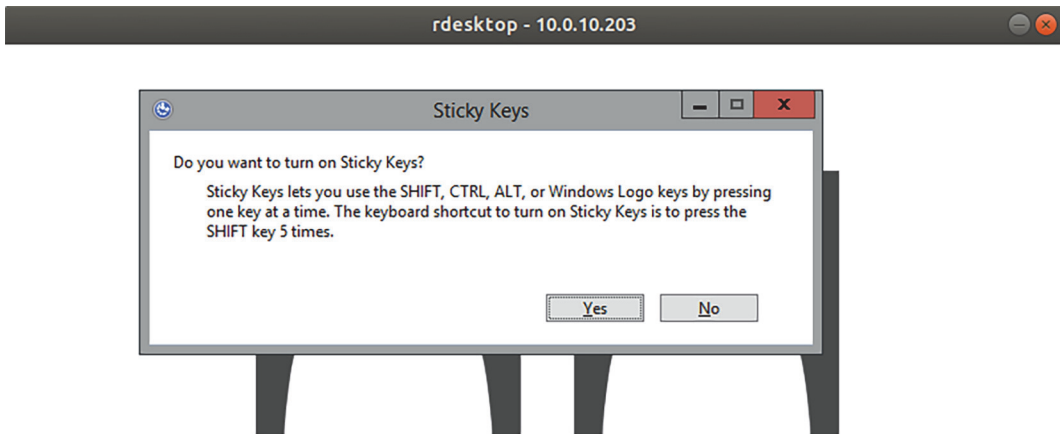 rdesktop - 10.0.10.203
Sticky Keys
Do you want to turn on Sticky Keys?
Sticky Keys lets you use the SHIFT, CTRL, ALT, or Windows Logo keys by pressing
one key at a time. The keyboard shortcut to turn on Sticky Keys is to press the
SHIFT key 5 times.
Yes No